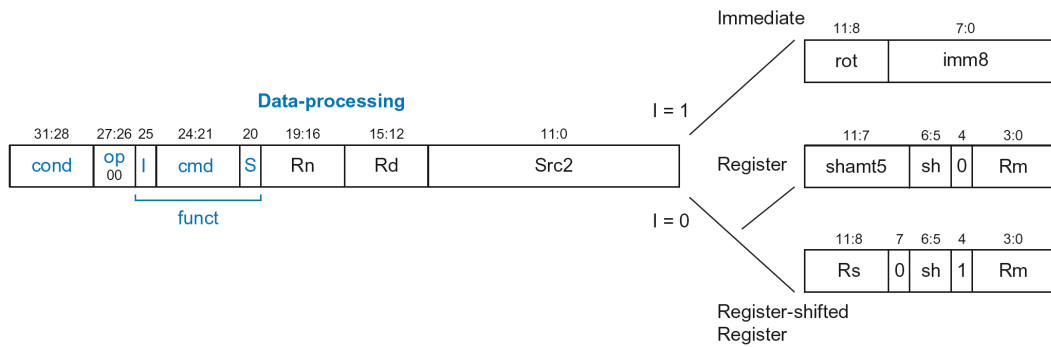 Immediate
11:8 7:0
rot imm8
Data-processing
I = 1
31:28 27:26 25 24:21 20 19:16 15:12 11:0
cond op 00 I cmd S Rn Rd Src2
funct
I = 0
Register
11:7 6:5 4 3:0
shamt5 sh 0 Rm
11:8 7 6:5 4 3:0
Rs 0 sh 1 Rm
Register-shifted
Register